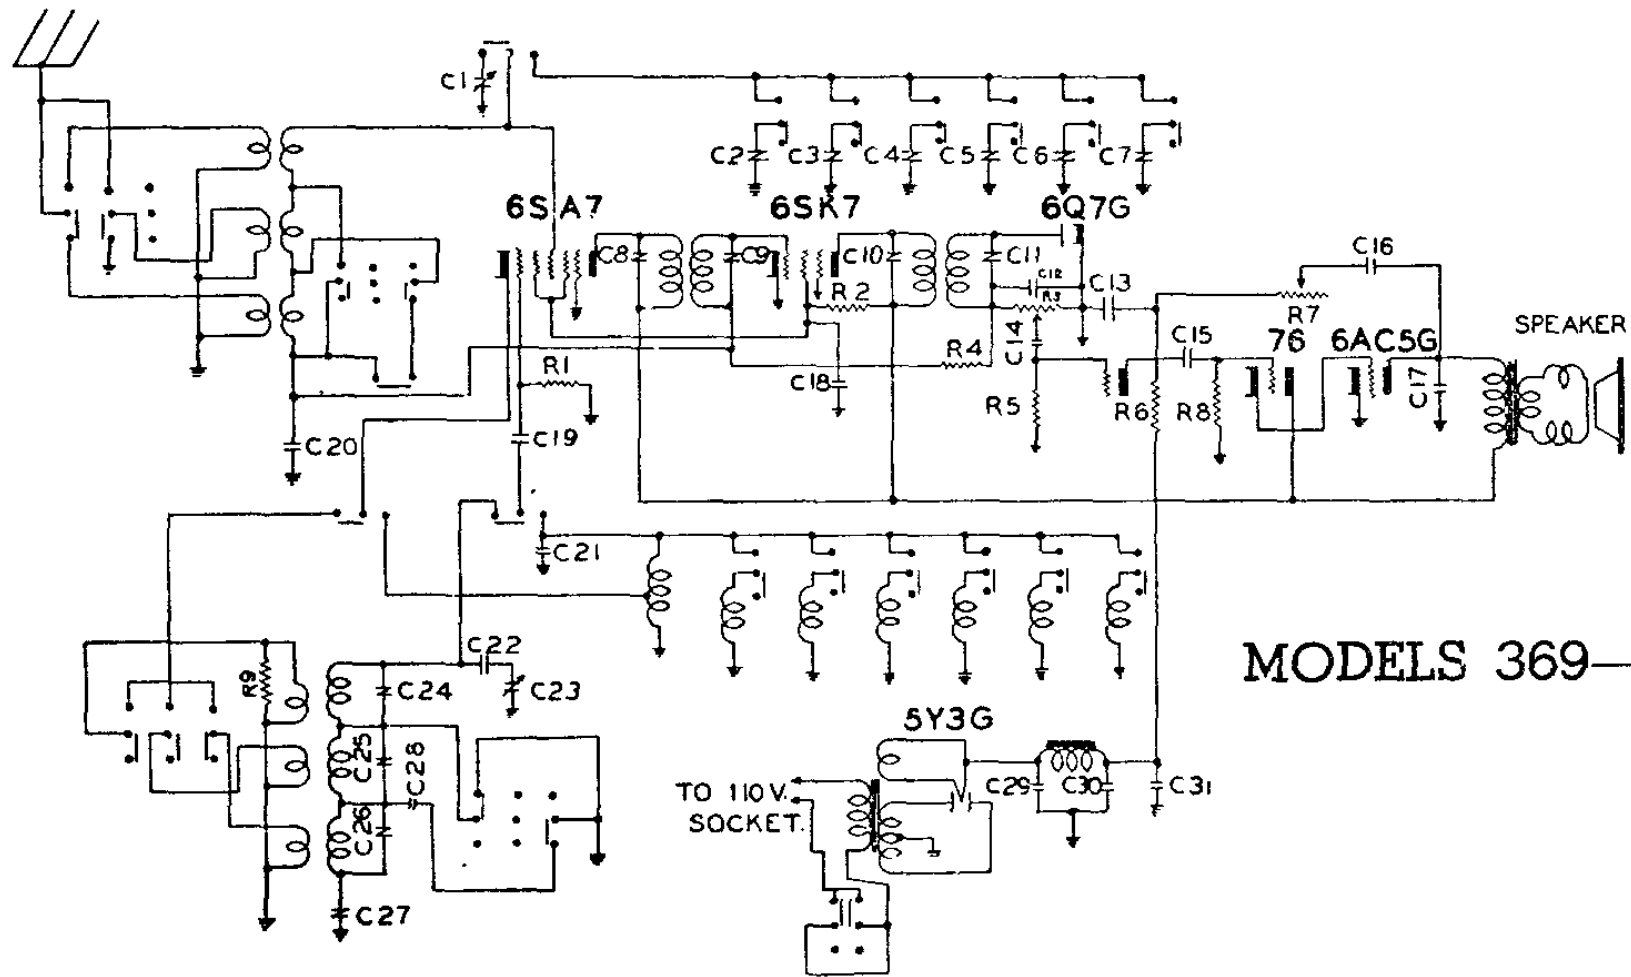 C1
C2
C3
C4
C5
C6
C7
6SA7
6SK7
6Q7G
C8
C9
C10
C11
C12
R3
C13
C16
R2
R7
SPEAKER
C14
C15
76
6AC5G
R1
R4
C18
C17
R5
R6
R8
C20
C19
C21
C22
R9
C24
C23
MODELS 369—
5Y3G
C25
C28
TO 110 V.
SOCKET.
C29
C30
C31
C26
C27